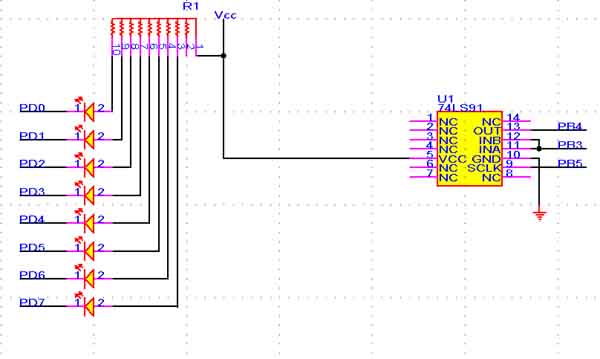 R1
Vcc
10 9 8 7 6 5 4 3 2 1
PD0 1 2
PD1 1 2
PD2 1 2
PD3 1 2
PD4 1 2
PD5 1 2
PD6 1 2
PD7 1 2
U1
74LS91
1 NC NC 14
2 NC OUT 13 PB4
3 NC INB 12
4 NC INA 11 PB3
5 VCC GND 10
6 NC SCLK 9 PB5
7 NC NC 8